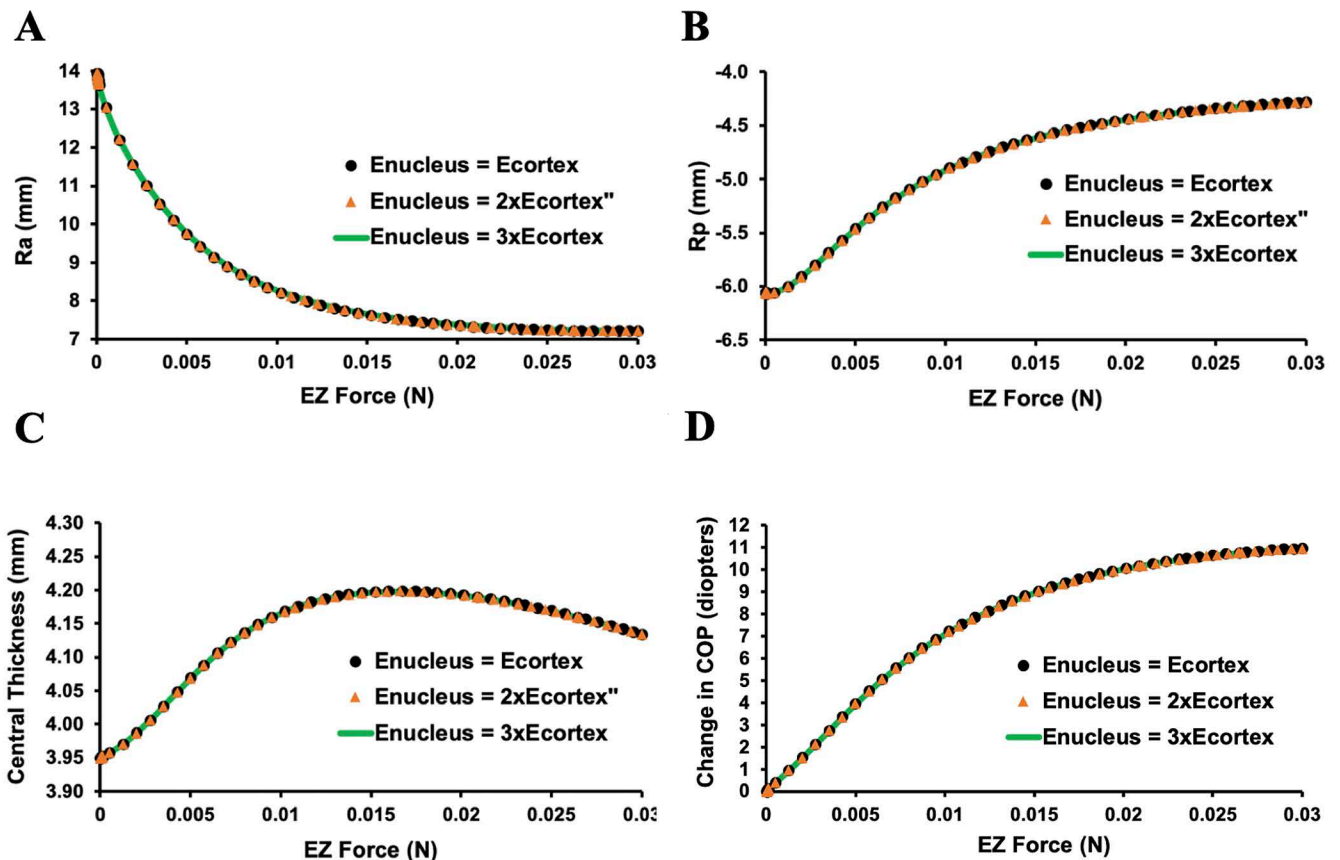 A
14
13
12
11
10
9
8
7
Ra (mm)
Enucleus = Ecortex
Enucleus = 2xEcortex"
Enucleus = 3xEcortex
0 0.005 0.01 0.015 0.02 0.025 0.03
EZ Force (N)
B
-4.0
-4.5
-5.0
-5.5
-6.0
-6.5
Rp (mm)
Enucleus = Ecortex
Enucleus = 2xEcortex"
Enucleus = 3xEcortex
0 0.005 0.01 0.015 0.02 0.025 0.03
EZ Force (N)
C
4.30
4.25
4.20
4.15
4.10
4.05
4.00
3.95
3.90
Central Thickness (mm)
Enucleus = Ecortex
Enucleus = 2xEcortex"
Enucleus = 3xEcortex
0 0.005 0.01 0.015 0.02 0.025 0.03
EZ Force (N)
D
12
11
10
9
8
7
6
5
4
3
2
1
0
Change in COP (diopters)
Enucleus = Ecortex
Enucleus = 2xEcortex
Enucleus = 3xEcortex
0 0.005 0.01 0.015 0.02 0.025 0.03
EZ Force (N)